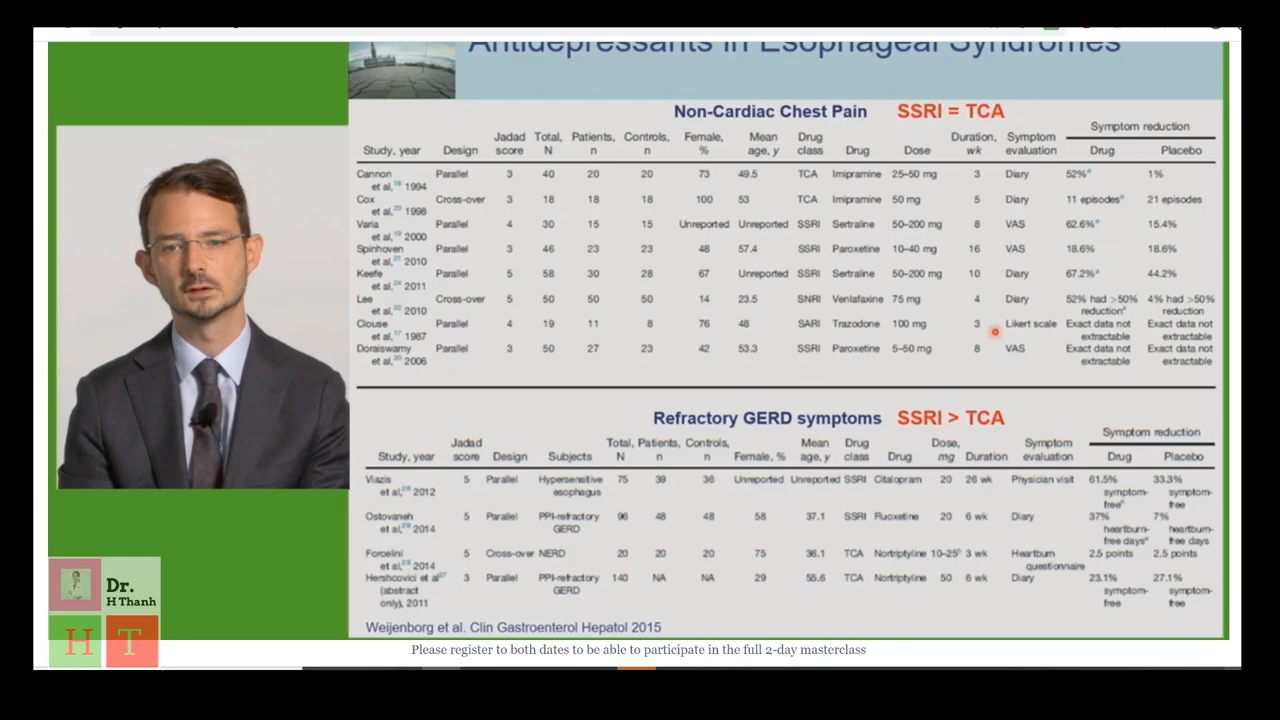 Antidepressants in Esophageal Syndromes
Non-Cardiac Chest Pain SSRI = TCA
Symptom reduction
Study, year Design Jadad score Total, N Patients, n Controls, n Female, % Mean age, y Drug class Drug Dose Duration, wk Symptom evaluation Drug Placebo
Cannon et al,18 1994 Parallel 3 40 20 20 73 49.5 TCA Imipramine 25–50 mg 3 Diary 52%a 1%
Cox et al, 1998 Cross-over 3 18 18 18 100 53 TCA Imipramine 50 mg 5 Diary 11 episodesa 21 episodes
Varia et al,19 2000 Parallel 4 30 15 15 Unreported Unreported SSRI Sertraline 50–200 mg 8 VAS 62.6%a 15.4%
Spinhoven et al,21 2010 Parallel 3 46 23 23 48 57.4 SSRI Paroxetine 10–40 mg 16 VAS 18.6% 18.6%
Keefe et al, 2011 Parallel 5 58 30 28 67 Unreported SSRI Sertraline 50–200 mg 10 Diary 67.2%a 44.2%
Lee et al,22 2010 Cross-over 5 50 50 50 14 23.5 SNRI Venlafaxine 75 mg 4 Diary 52% had >50% reductiona 4% had >50% reduction
Clouse et al,17 1987 Parallel 4 19 11 8 76 48 SARI Trazodone 100 mg 3 Likert scale Exact data not extractable Exact data not extractable
Doraiswamy et al,20 2006 Parallel 3 50 27 23 42 53.3 SSRI Paroxetine 5–50 mg 8 VAS Exact data not extractable Exact data not extractable
Refractory GERD symptoms SSRI > TCA
Symptom reduction
Study, year Jadad score Design Subjects Total, N Patients, n Controls, n Female, % Mean age, y Drug class Drug Dose, mg Duration Symptom evaluation Drug Placebo
Viazis et al, 2012 5 Parallel Hypersensitive esophagus 75 39 36 Unreported Unreported SSRI Citalopram 20 26 wk Physician visit 61.5% symptom-freea 33.3% symptom-free
Ostovaneh et al, 2014 5 Parallel PPI-refractory GERD 96 48 48 58 37.1 SSRI Fluoxetine 20 6 wk Diary 37% heartburn-free daysa 7% heartburn-free days
Forcelini et al, 2014 5 Cross-over NERD 20 20 20 75 36.1 TCA Nortriptyline 10–25b 3 wk Heartburn questionnaire 2.5 points 2.5 points
Hershcovici et al27 (abstract only), 2011 3 Parallel PPI-refractory GERD 140 NA NA 29 55.6 TCA Nortriptyline 50 6 wk Diary 23.1% symptom-free 27.1% symptom-free
Weijenborg et al. Clin Gastroenterol Hepatol 2015
Please register to both dates to be able to participate in the full 2-day masterclass
Dr.
H Thanh
H T